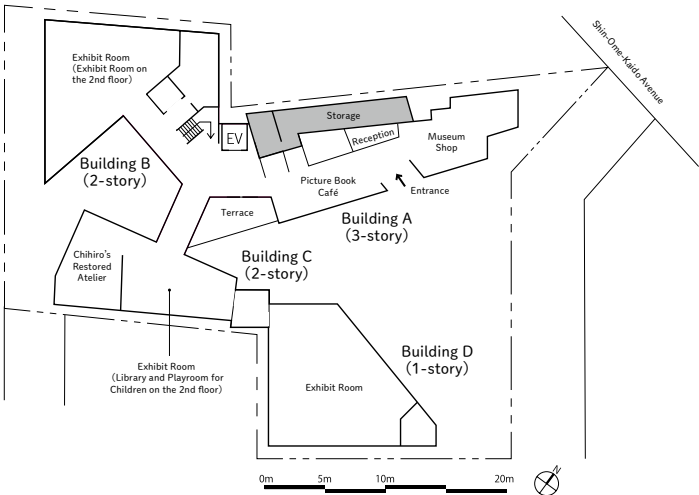 Shin-Ome-Kaido Avenue
Exhibit Room
(Exhibit Room on
the 2nd floor)
Storage
EV
Reception
Museum
Shop
Building B
(2-story)
Picture Book
Café
Entrance
Terrace
Building A
(3-story)
Chihiro's
Restored
Atelier
Building C
(2-story)
Exhibit Room
(Library and Playroom for
Children on the 2nd floor)
Building D
(1-story)
Exhibit Room
0m 5m 10m 20m
N